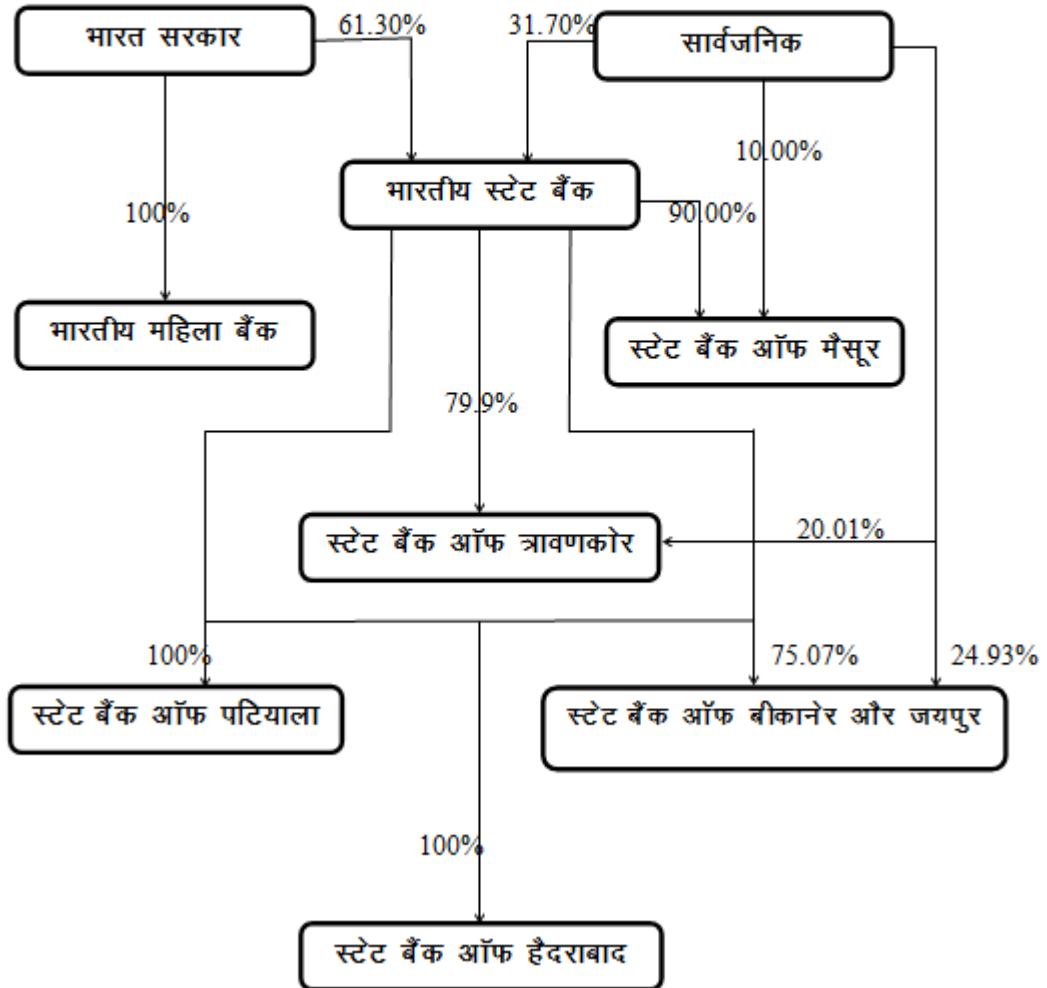 भारत सरकार
61.30%
31.70%
सार्वजनिक
10.00%
भारतीय स्टेट बैंक
100%
90.00%
भारतीय महिला बैंक
स्टेट बैंक ऑफ मैसूर
79.9%
स्टेट बैंक ऑफ त्रावणकोर
20.01%
100%
75.07%
24.93%
स्टेट बैंक ऑफ पटियाला
स्टेट बैंक ऑफ बीकानेर और जयपुर
100%
स्टेट बैंक ऑफ हैदराबाद